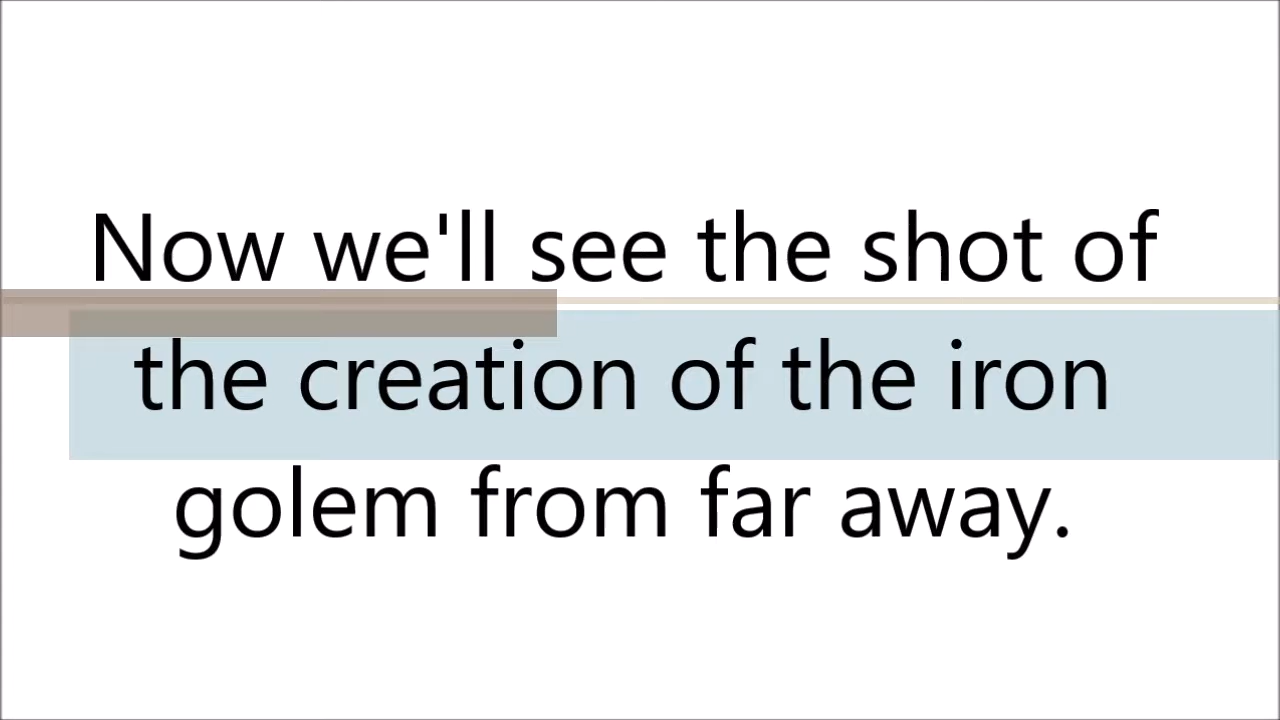 Now we'll see the shot of
the creation of the iron
golem from far away.